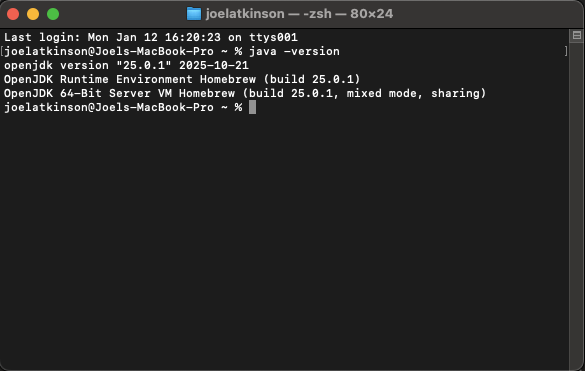 joelatkinson — -zsh — 80×24
Last login: Mon Jan 12 16:20:23 on ttys001
[joelatkinson@Joels-MacBook-Pro ~ % java -version ]
openjdk version "25.0.1" 2025-10-21
OpenJDK Runtime Environment Homebrew (build 25.0.1)
OpenJDK 64-Bit Server VM Homebrew (build 25.0.1, mixed mode, sharing)
joelatkinson@Joels-MacBook-Pro ~ %